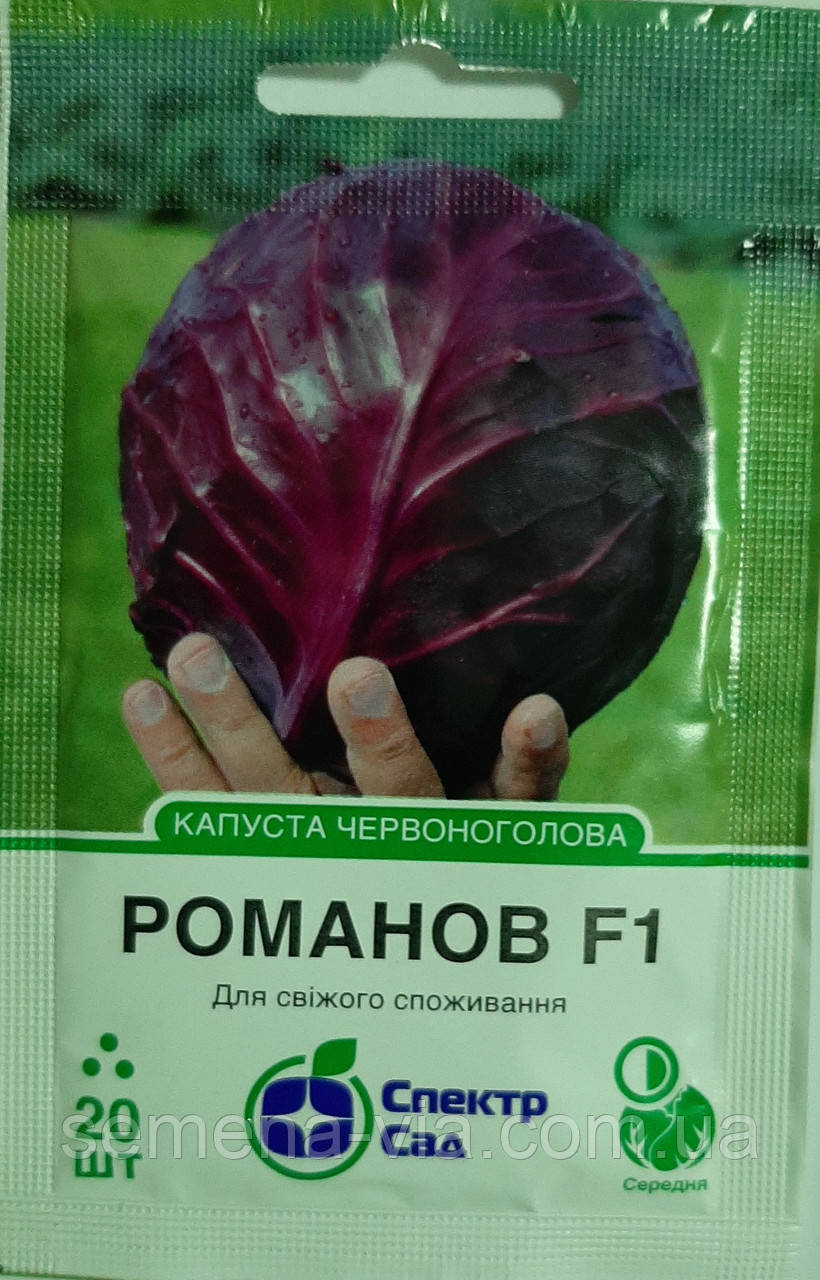 КАПУСТА ЧЕРВОНОГОЛОВА
РОМАНОВ F1
Для свіжого споживання
20
шт
Спектр
сад
Середня
semena-via.com.ua